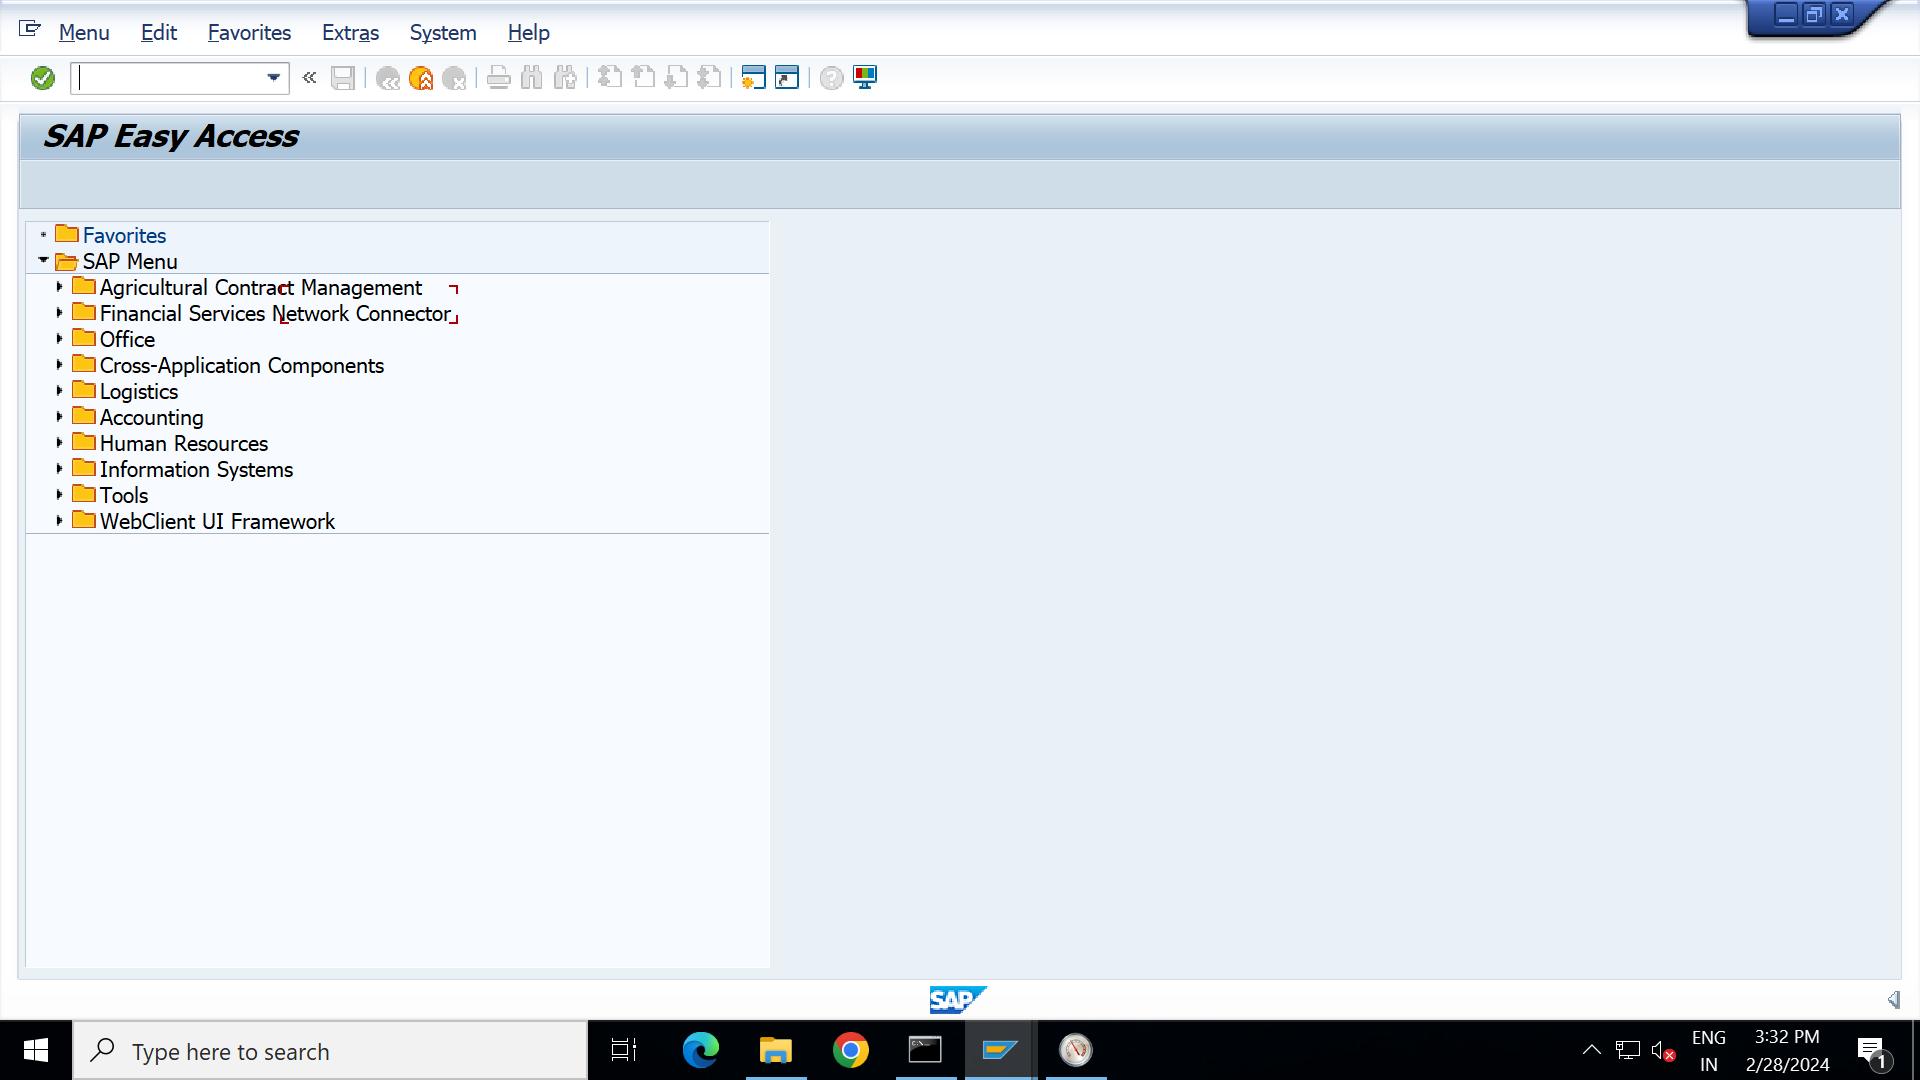 Menu Edit Favorites Extras System Help
SAP Easy Access
Favorites
SAP Menu
Agricultural Contract Management
Financial Services Network Connector
Office
Cross-Application Components
Logistics
Accounting
Human Resources
Information Systems
Tools
WebClient UI Framework
SAP
Type here to search
ENG
IN
3:32 PM
2/28/2024
1